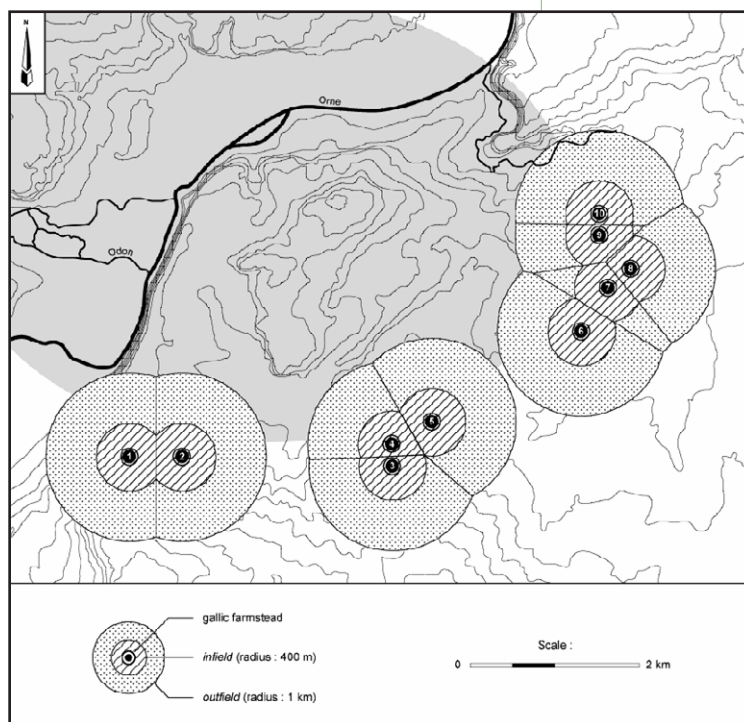 N
Orne
Odon
10
9
8
7
6
5
4
3
1
2
gallic farmstead
infield (radius : 400 m)
outfield (radius : 1 km)
Scale :
0
2 km